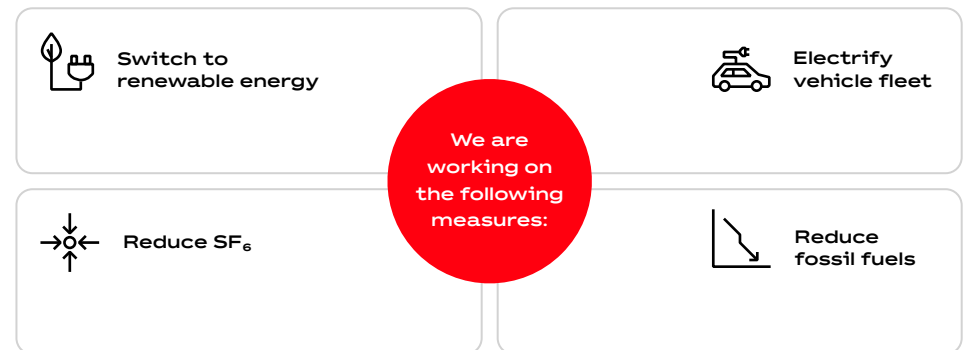 Switch to
renewable energy
Electrify
vehicle fleet
We are
working on
the following
measures:
Reduce SF₆
Reduce
fossil fuels